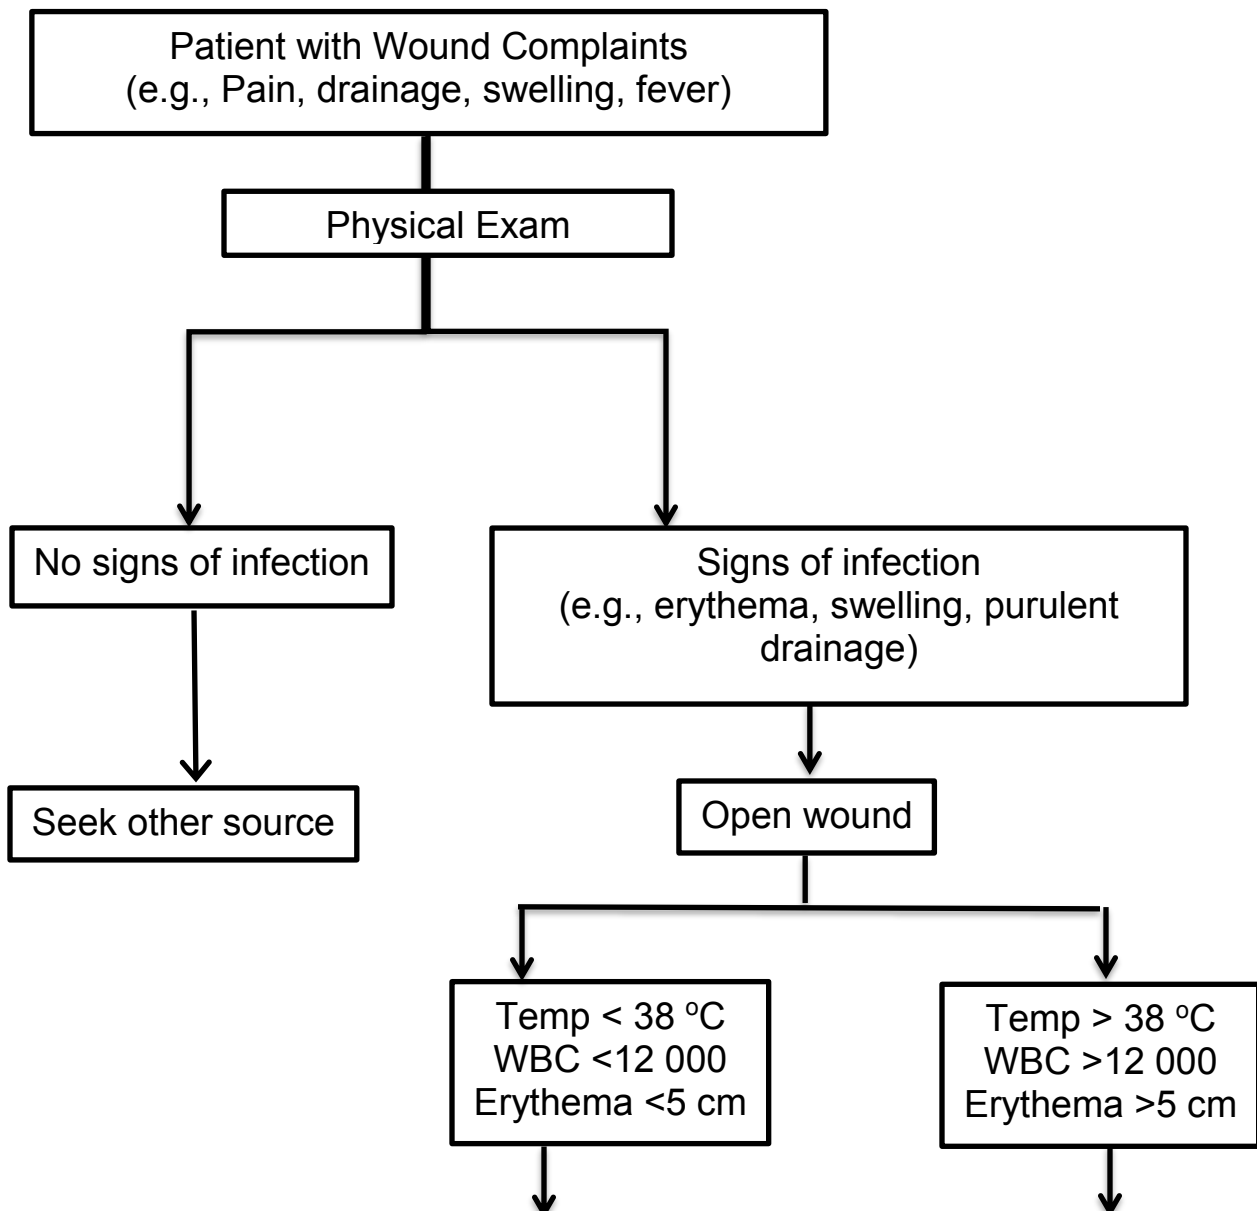 Patient with Wound Complaints
(e.g., Pain, drainage, swelling, fever)
Physical Exam
No signs of infection
Signs of infection
(e.g., erythema, swelling, purulent
drainage)
Seek other source
Open wound
Temp < 38 ºC
WBC <12 000
Erythema <5 cm
Temp > 38 ºC
WBC >12 000
Erythema >5 cm